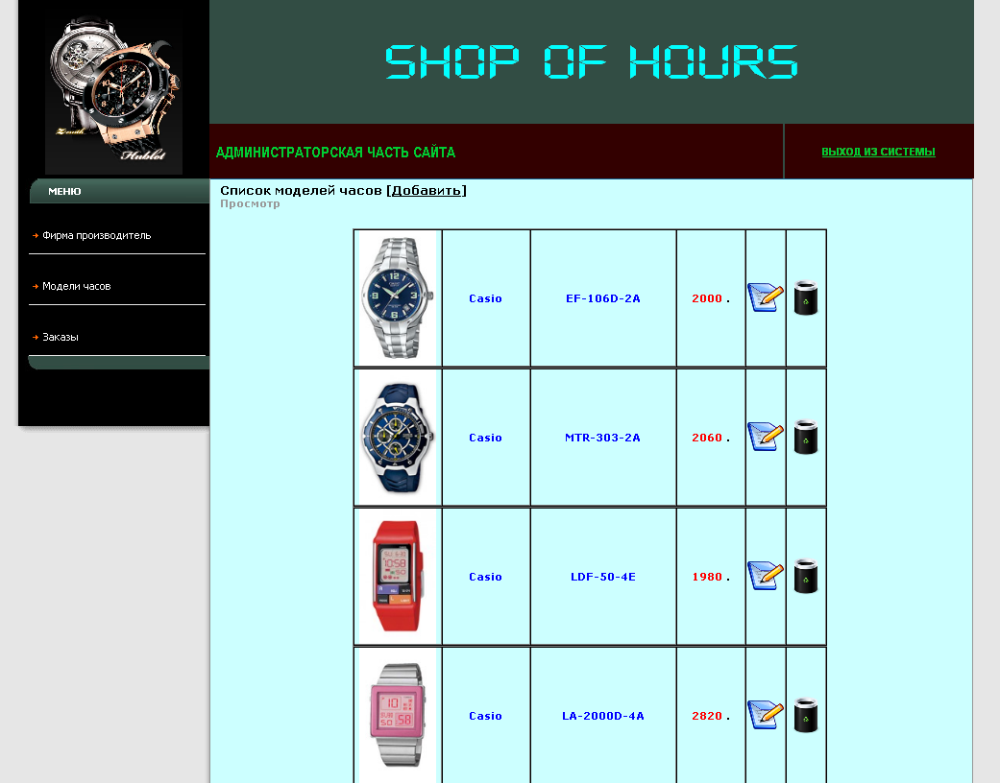 SHOP OF HOURS
Zenith
Hublot
АДМИНИСТРАТОРСКАЯ ЧАСТЬ САЙТА
ВЫХОД ИЗ СИСТЕМЫ
МЕНЮ
Фирма производитель
Модели часов
Заказы
Список моделей часов [Добавить]
Просмотр
Casio EF-106D-2A 2000 .
Casio MTR-303-2A 2060 .
Casio LDF-50-4E 1980 .
Casio LA-2000D-4A 2820 .